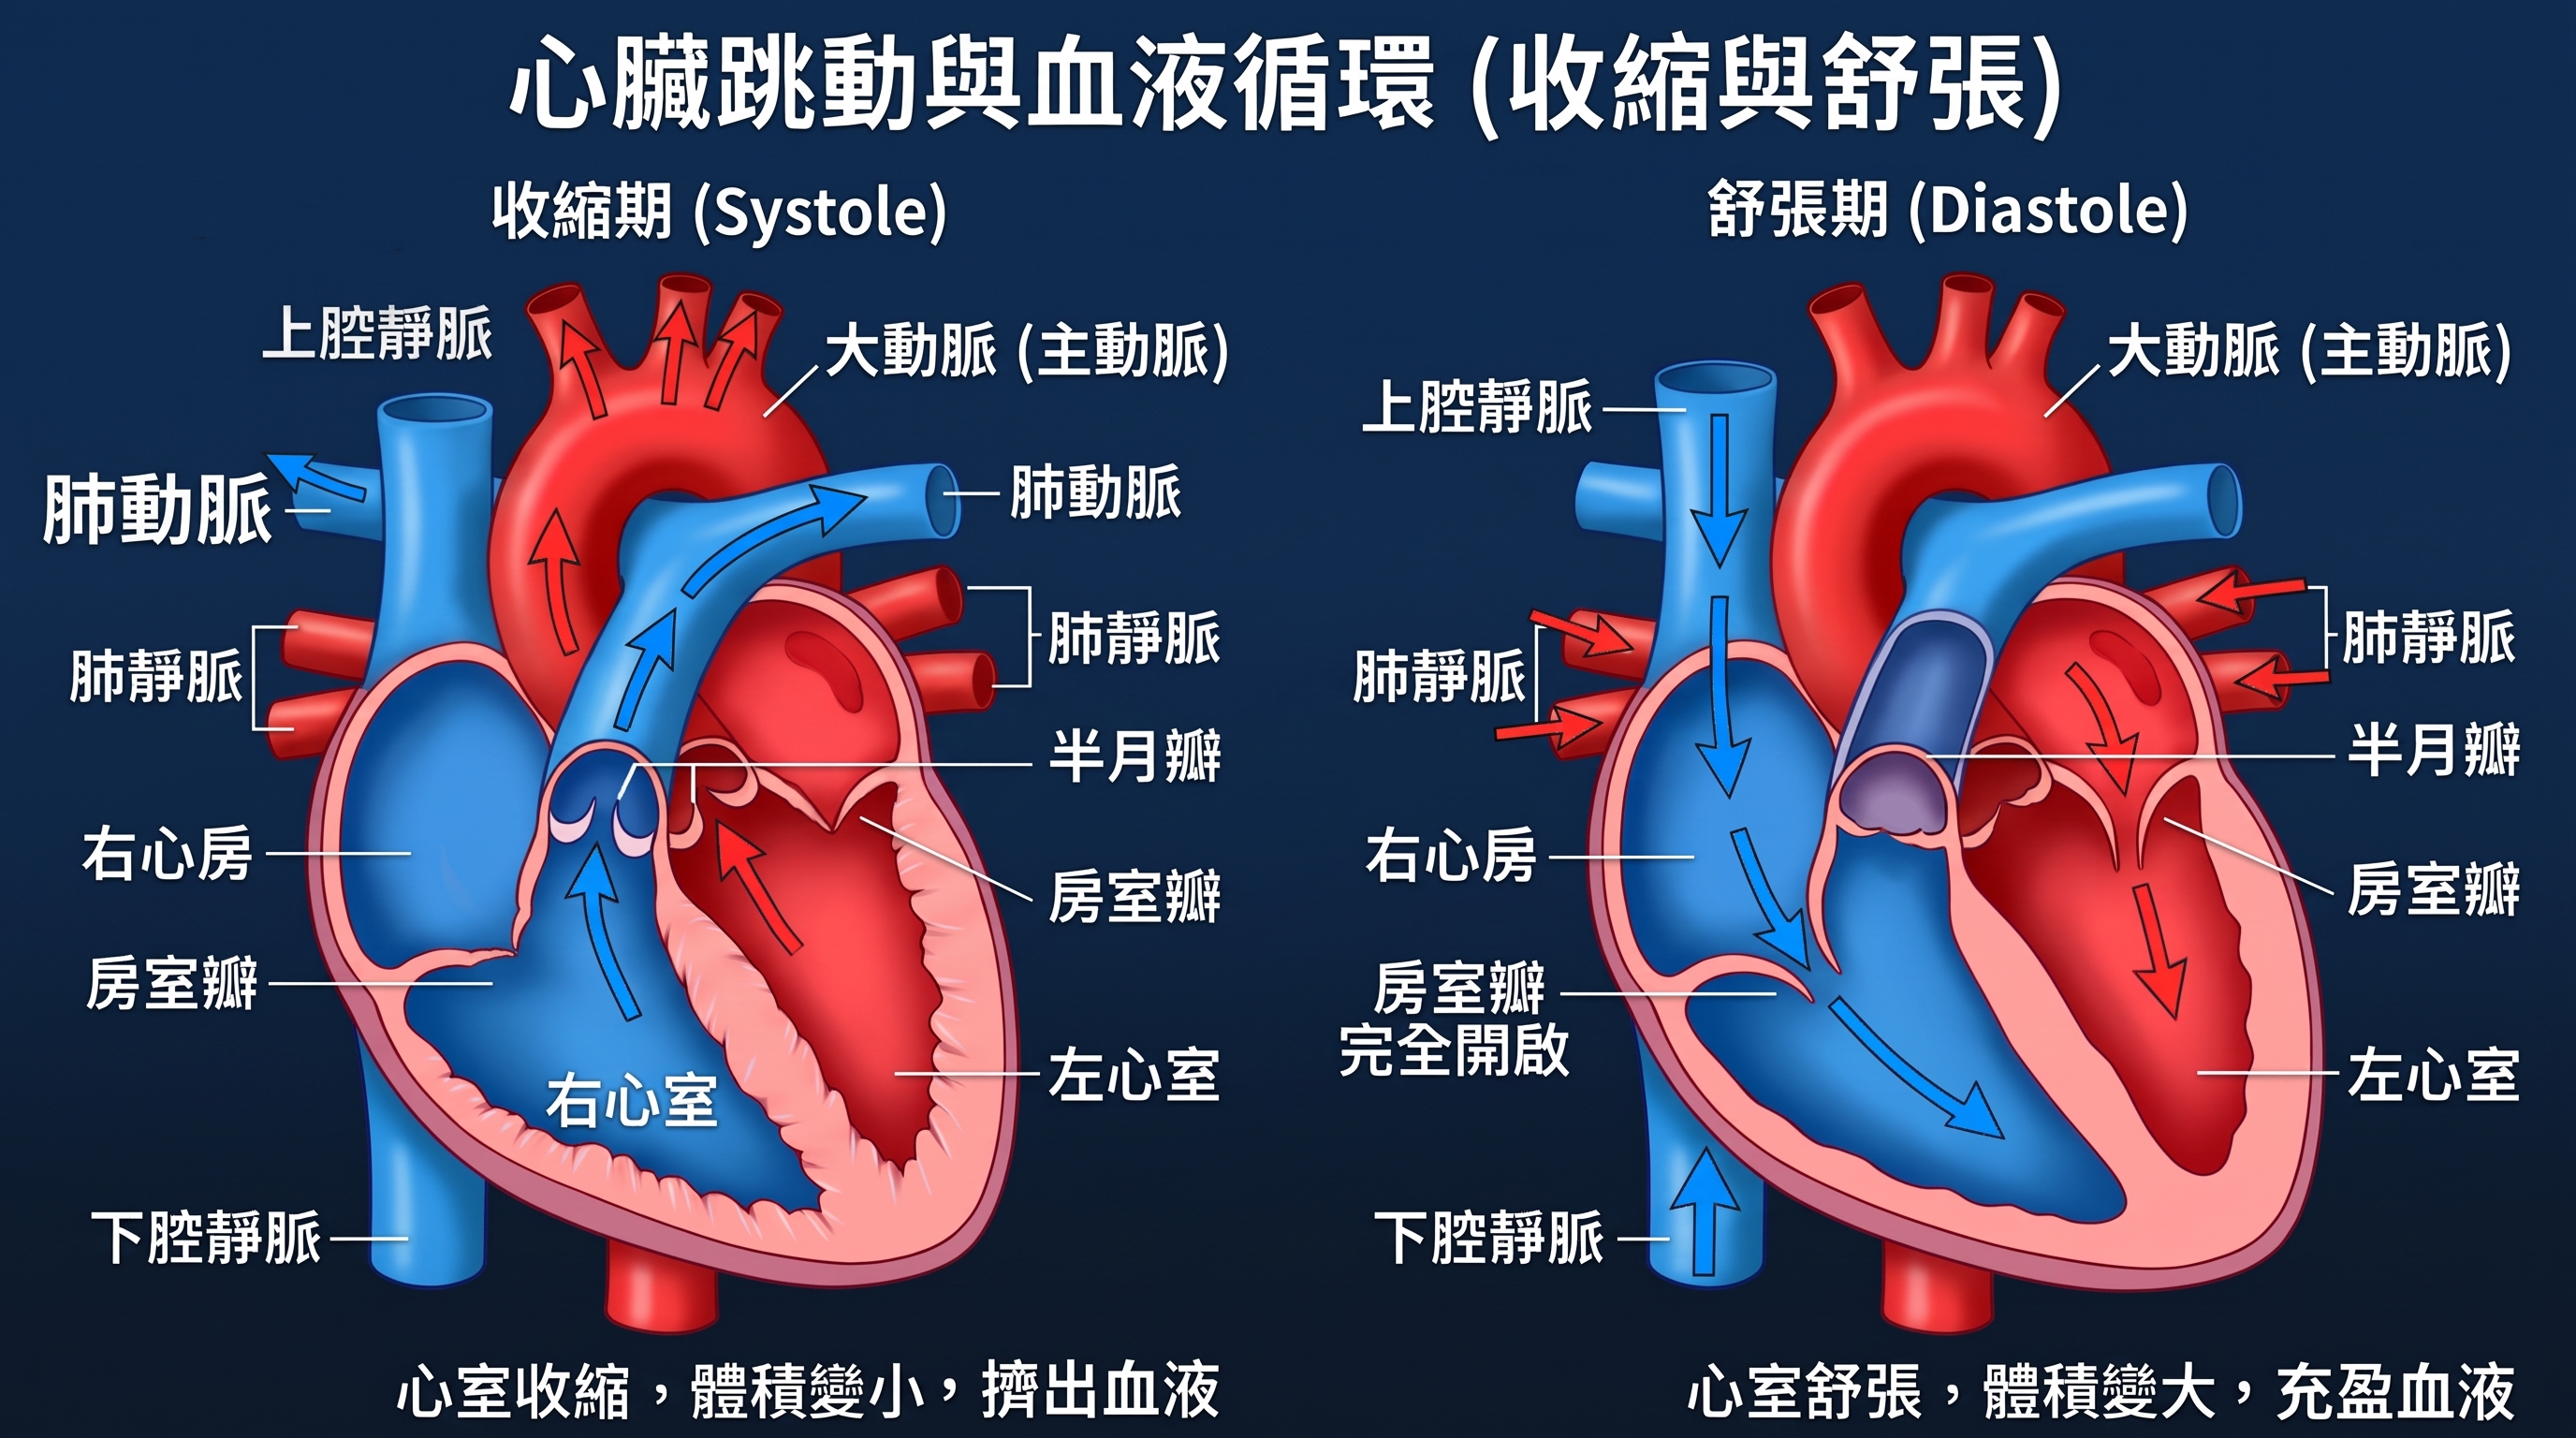 心臟跳動與血液循環 (收縮與舒張)
收縮期 (Systole)
上腔靜脈
大動脈 (主動脈)
肺動脈
肺動脈
肺靜脈
肺靜脈
半月瓣
右心房
房室瓣
房室瓣
右心室
左心室
下腔靜脈
心室收縮，體積變小，擠出血液
舒張期 (Diastole)
大動脈 (主動脈)
上腔靜脈
肺靜脈
肺靜脈
半月瓣
右心房
房室瓣
房室瓣
完全開啟
左心室
下腔靜脈
心室舒張，體積變大，充盈血液